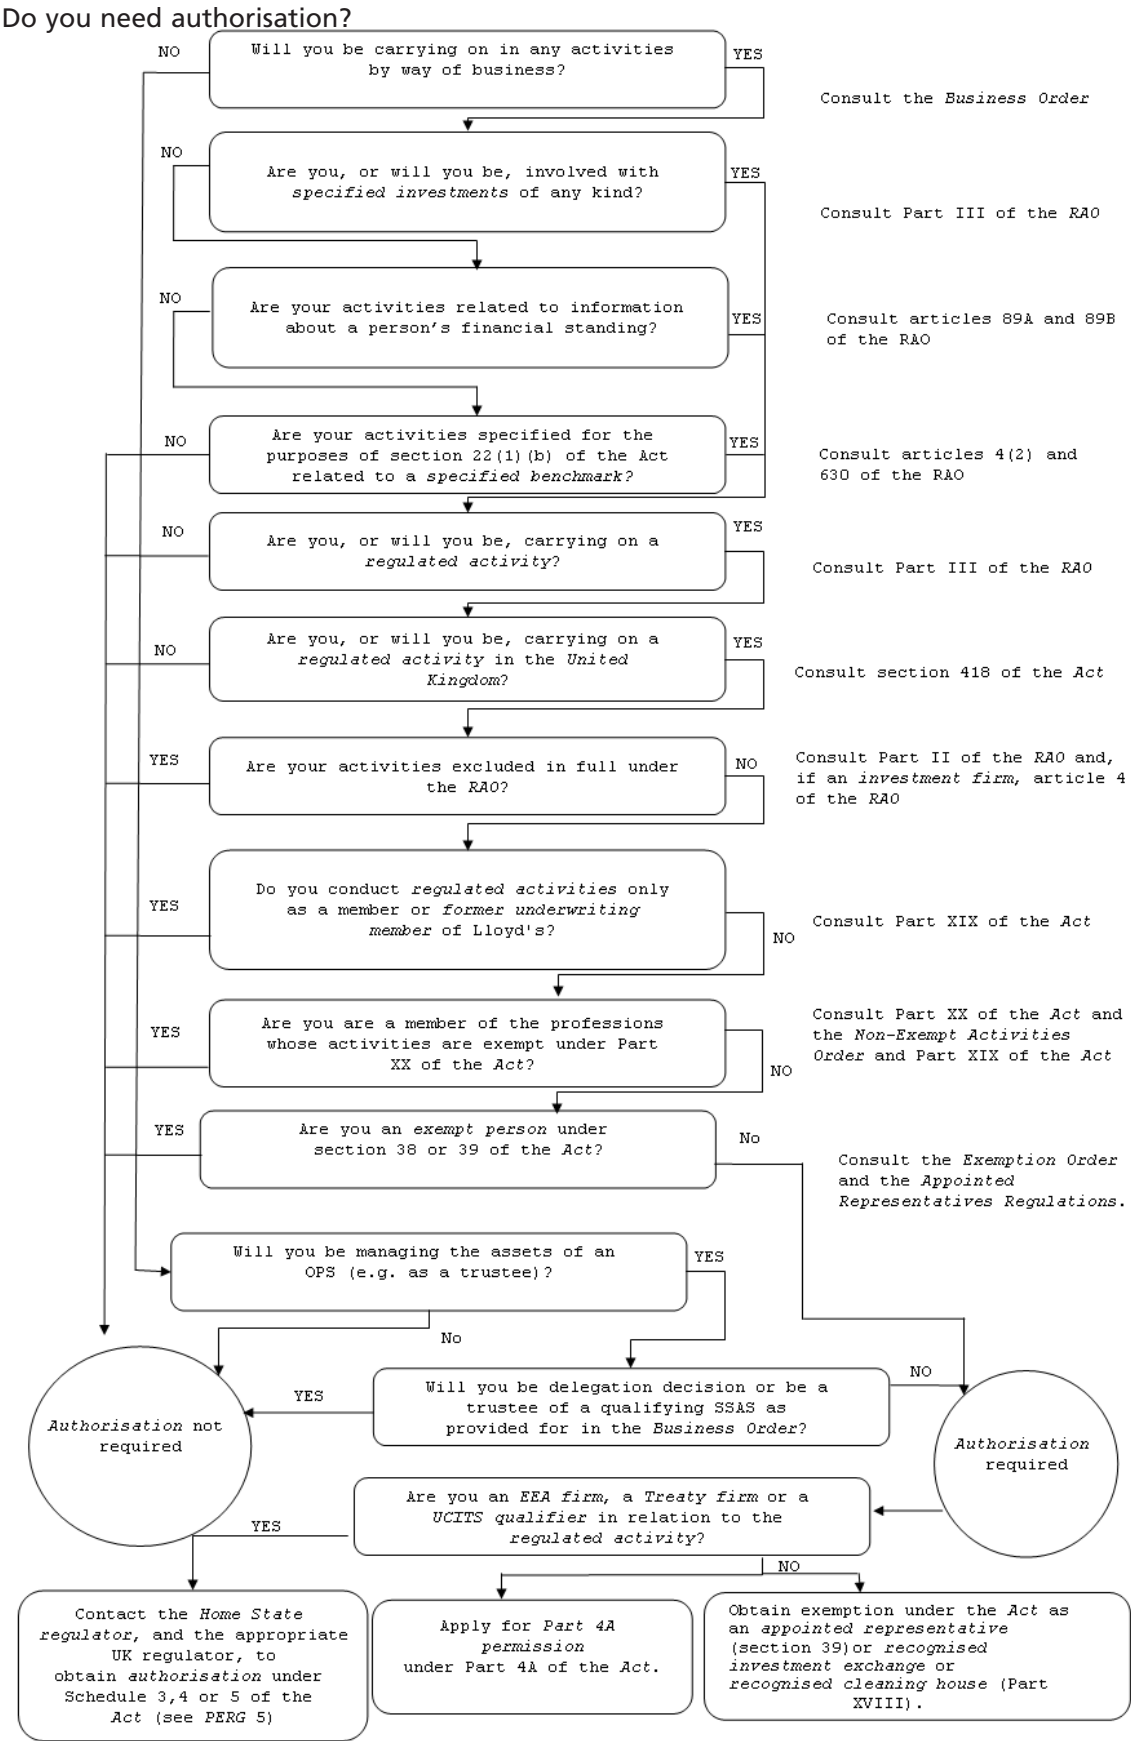 Do you need authorisation?
NO
Will you be carrying on in any activities
by way of business?
YES
Consult the Business Order
NO
Are you, or will you be, involved with
specified investments of any kind?
YES
Consult Part III of the RAO
NO
Are your activities related to information
about a person's financial standing?
YES
Consult articles 89A and 89B
of the RAO
NO
Are your activities specified for the
purposes of section 22(1)(b) of the Act
related to a specified benchmark?
YES
Consult articles 4(2) and
63O of the RAO
NO
Are you, or will you be, carrying on a
regulated activity?
YES
Consult Part III of the RAO
NO
Are you, or will you be, carrying on a
regulated activity in the United
Kingdom?
YES
Consult section 418 of the Act
YES
Are your activities excluded in full under
the RAO?
NO
Consult Part II of the RAO and,
if an investment firm, article 4
of the RAO
YES
Do you conduct regulated activities only
as a member or former underwriting
member of Lloyd's?
NO
Consult Part XIX of the Act
YES
Are you are a member of the professions
whose activities are exempt under Part
XX of the Act?
NO
Consult Part XX of the Act and
the Non-Exempt Activities
Order and Part XIX of the Act
YES
Are you an exempt person under
section 38 or 39 of the Act?
No
Consult the Exemption Order
and the Appointed
Representatives Regulations.
Will you be managing the assets of an
OPS (e.g. as a trustee)?
YES
No
Authorisation not
required
YES
Will you be delegation decision or be a
trustee of a qualifying SSAS as
provided for in the Business Order?
NO
Authorisation
required
Are you an EEA firm, a Treaty firm or a
UCITS qualifier in relation to the
regulated activity?
YES
NO
Contact the Home State
regulator, and the appropriate
UK regulator, to
obtain authorisation under
Schedule 3,4 or 5 of the
Act (see PERG 5)
Apply for Part 4A
permission
under Part 4A of the Act.
Obtain exemption under the Act as
an appointed representative
(section 39)or recognised
investment exchange or
recognised cleaning house (Part
XVIII).